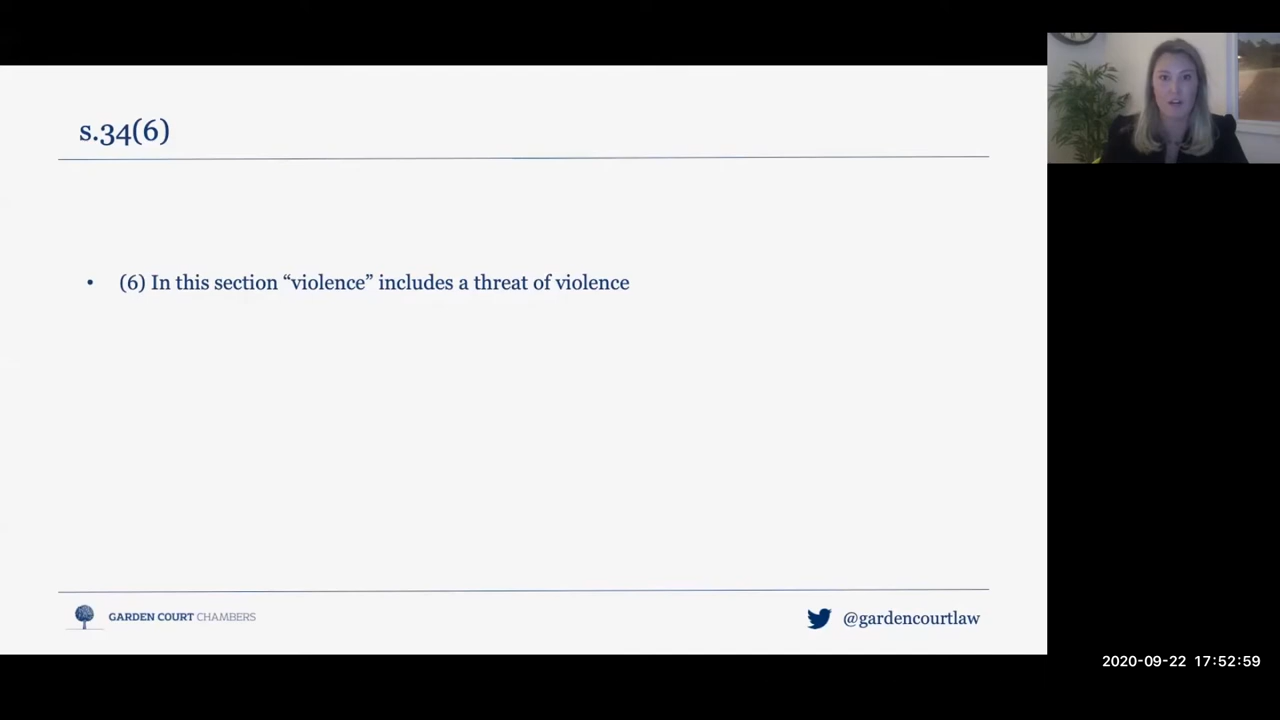 s.34(6)
• (6) In this section “violence” includes a threat of violence
GARDEN COURT CHAMBERS
@gardencourtlaw
2020-09-22 17:52:59